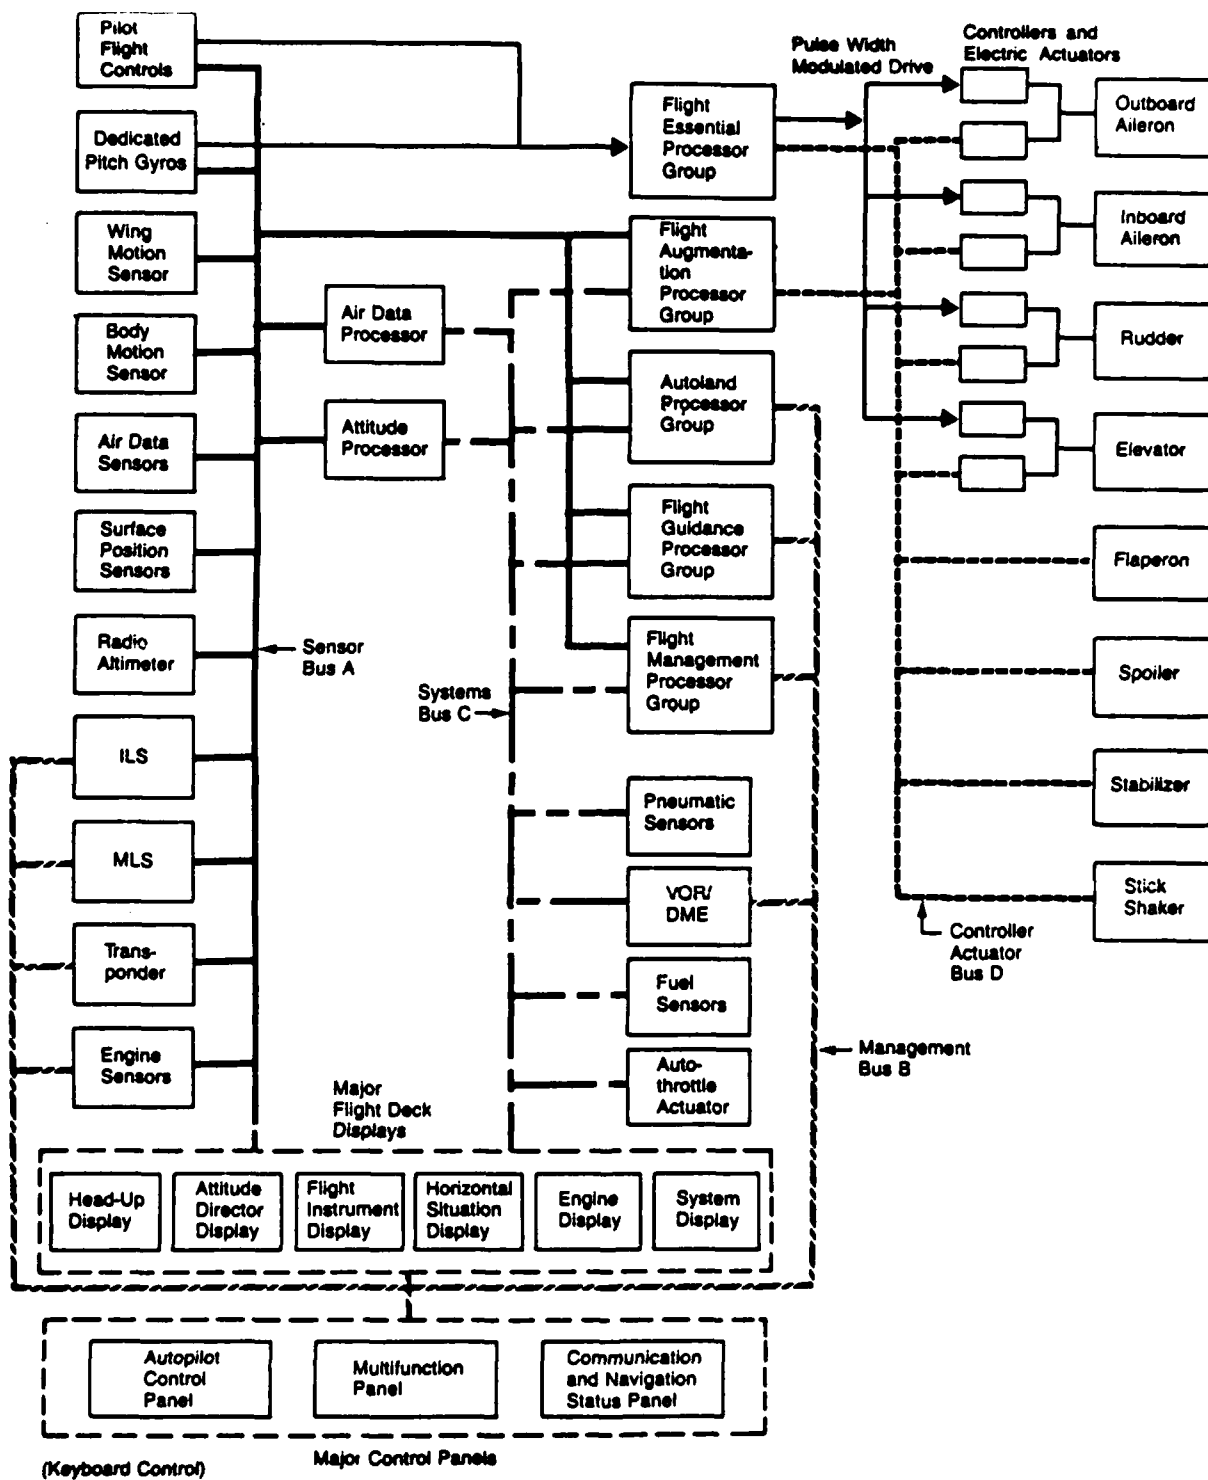 Pilot
Flight
Controls
Dedicated
Pitch Gyros
Wing
Motion
Sensor
Body
Motion
Sensor
Air Data
Sensors
Surface
Position
Sensors
Radio
Altimeter
ILS
MLS
Trans-
ponder
Engine
Sensors
Air Data
Processor
Attitude
Processor
Sensor
Bus A
Systems
Bus C
Flight
Essential
Processor
Group
Flight
Augmenta-
tion
Processor
Group
Autoland
Processor
Group
Flight
Guidance
Processor
Group
Flight
Management
Processor
Group
Pneumatic
Sensors
VOR/
DME
Fuel
Sensors
Auto-
throttle
Actuator
Pulse Width
Modulated Drive
Controllers and
Electric Actuators
Outboard
Aileron
Inboard
Aileron
Rudder
Elevator
Flaperon
Spoiler
Stabilizer
Stick
Shaker
Controller
Actuator
Bus D
Management
Bus B
Major
Flight Deck
Displays
Head-Up
Display
Attitude
Director
Display
Flight
Instrument
Display
Horizontal
Situation
Display
Engine
Display
System
Display
Autopilot
Control
Panel
Multifunction
Panel
Communication
and Navigation
Status Panel
Major Control Panels
(Keyboard Control)